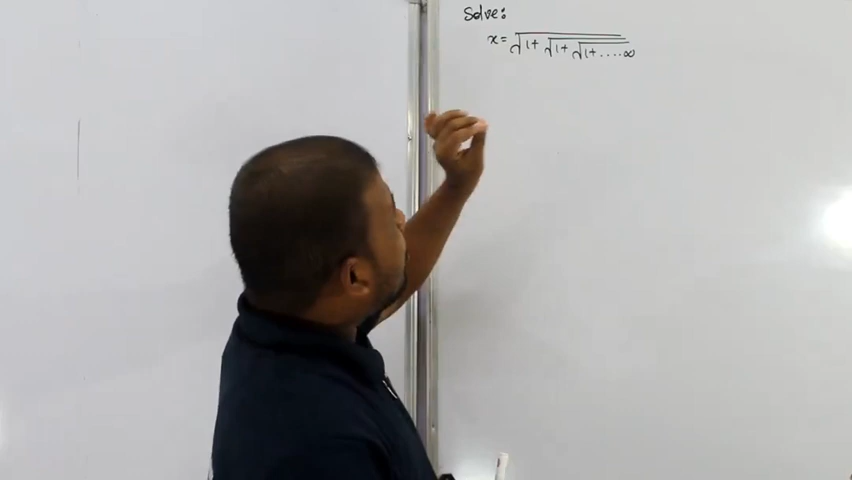 Solve:
x = √1+ √1+ √1+ ....∞